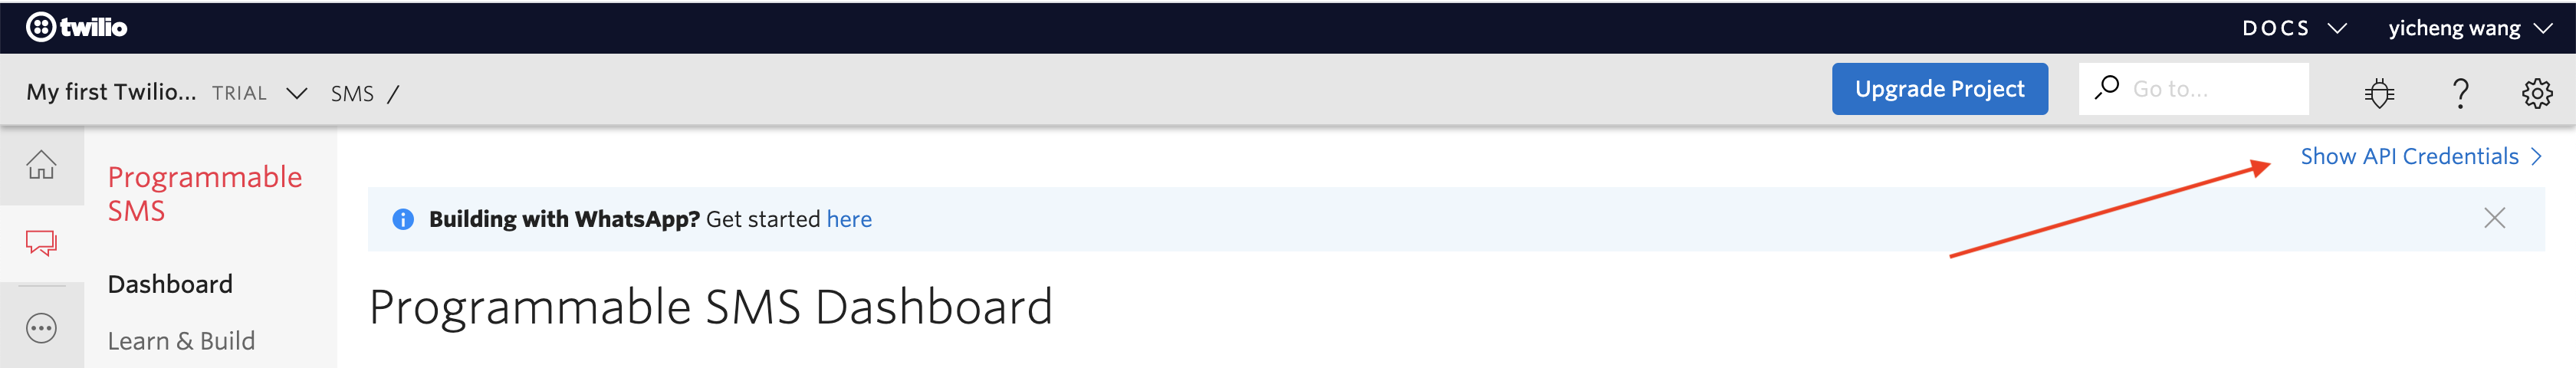 twilio
DOCS
yicheng wang
My first Twilio... TRIAL SMS /
Upgrade Project
Go to...
Show API Credentials
Programmable
SMS
Building with WhatsApp? Get started here
Dashboard
Programmable SMS Dashboard
Learn & Build